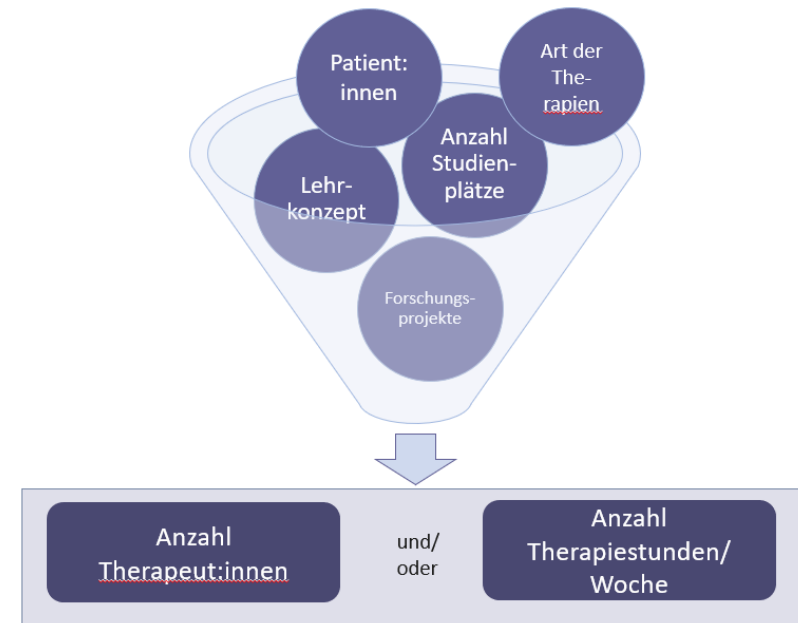 Patient:
innen
Art der
The-
rapien
Anzahl
Studien-
plätze
Lehr-
konzept
Forschungs-
projekte
Anzahl
Therapeut:innen
und/
oder
Anzahl
Therapiestunden/
Woche